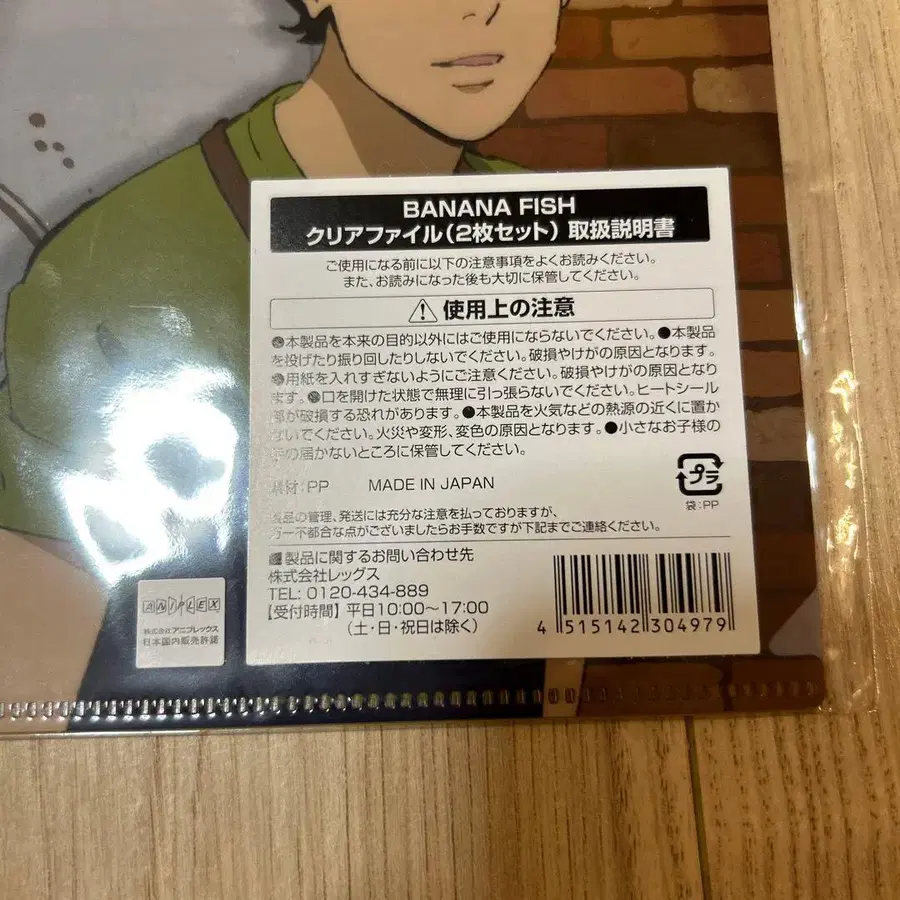 BANANA FISH
クリアファイル(2枚セット) 取扱説明書
ご使用になる前に以下の注意事項をよくお読みください。
また、お読みになった後も大切に保管してください。
使用上の注意
●本製品を本来の目的以外にはご使用にならないでください。●本製品
を投げたり振り回したりしないでください。破損やけがの原因となります。
●用紙を入れすぎないようにご注意ください。破損やけがの原因となり
ます。●口を開けた状態で無理に引っ張らないでください。ヒートシール
部が破損する恐れがあります。●本製品を火気などの熱源の近くに置か
ないでください。火災や変形、変色の原因となります。●小さなお子様の
手の届かないところに保管してください。
素材:PP MADE IN JAPAN
プラ
袋:PP
製品の管理、発送には充分な注意を払っておりますが、
万一不都合な点がございましたらお手数ですが下記までご連絡ください。
■製品に関するお問い合わせ先
株式会社レッグス
TEL: 0120-434-889
【受付時間】 平日10:00〜17:00
(土・日・祝日は除く)
4 515142 304979
ANIPLEX
株式会社アニプレックス
日本国内販売許諾